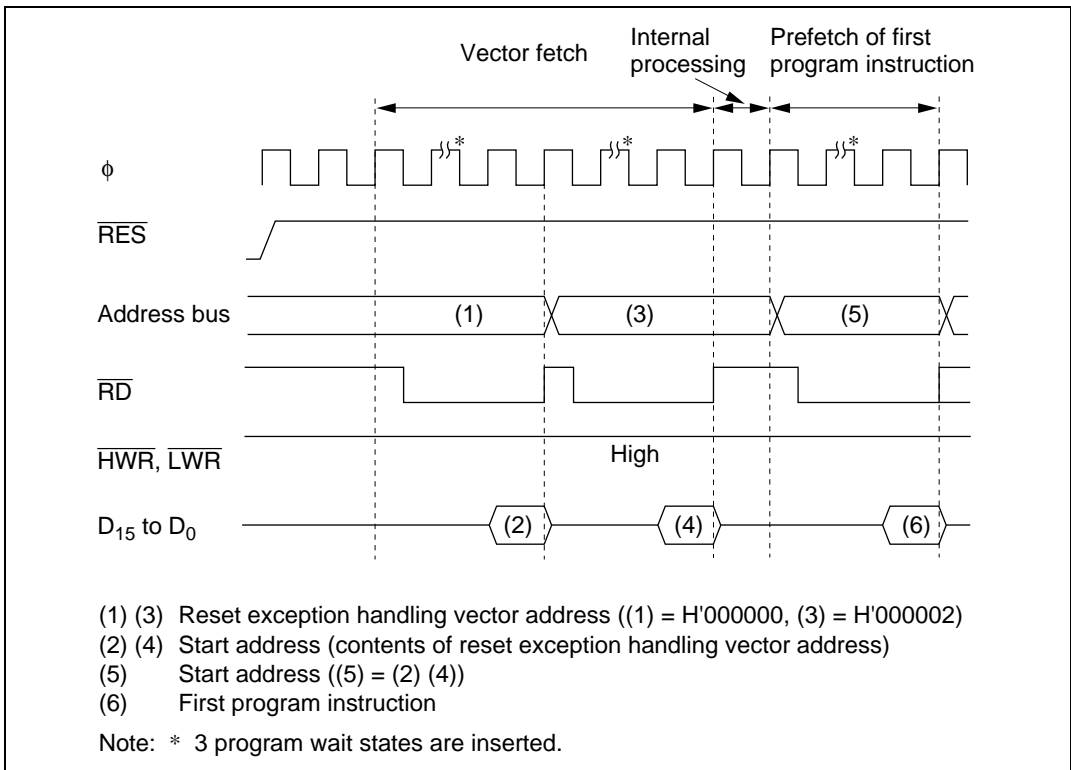 Vector fetch
Internal
processing
Prefetch of first
program instruction
ϕ
*
*
*
RES
Address bus
(1)
(3)
(5)
RD
HWR, LWR
High
D15 to D0
(2)
(4)
(6)
(1) (3) Reset exception handling vector address ((1) = H'000000, (3) = H'000002)
(2) (4) Start address (contents of reset exception handling vector address)
(5) Start address ((5) = (2) (4))
(6) First program instruction
Note: * 3 program wait states are inserted.